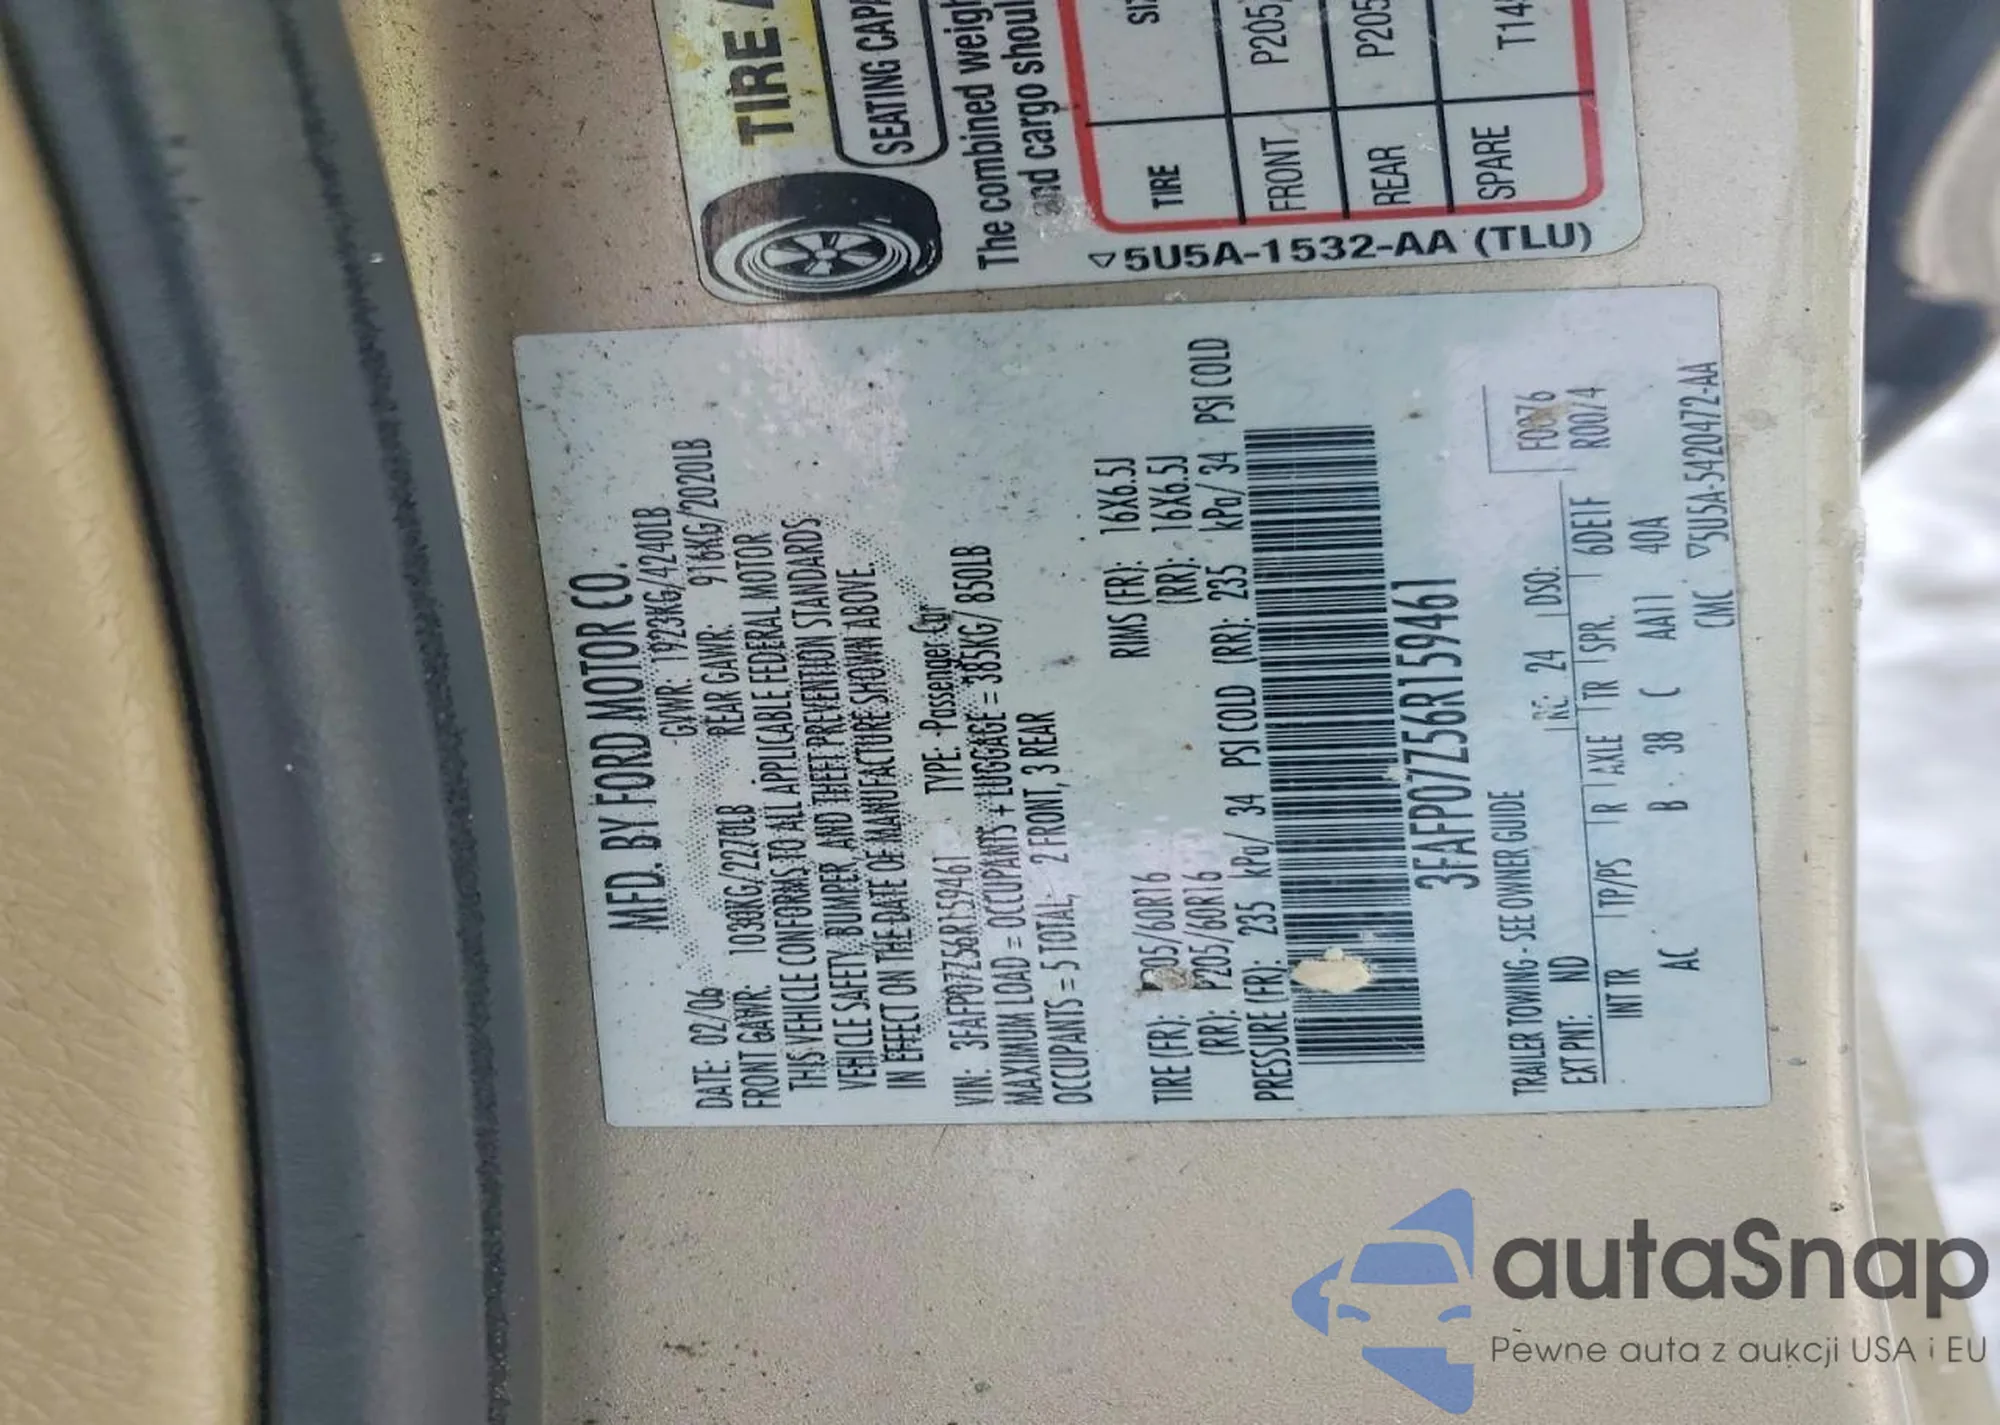 TIRE
SEATING CAPA
The combined weigh
and cargo shoul
TIRE SI
FRONT P205
REAR P205
SPARE T14
5U5A-1532-AA (TLU)
MFD. BY FORD MOTOR CO.
DATE: 02/06 GVWR: 1923KG/4240LB
FRONT GAWR: 1030KG/2270LB REAR GAWR: 916KG/2020LB
THIS VEHICLE CONFORMS TO ALL APPLICABLE FEDERAL MOTOR
VEHICLE SAFETY, BUMPER, AND THEFT PREVENTION STANDARDS
IN EFFECT ON THE DATE OF MANUFACTURE SHOWN ABOVE.
VIN: 3FAFP07Z56R159461 TYPE: Passenger Car
MAXIMUM LOAD = OCCUPANTS + LUGGAGE = 385KG/ 850LB
OCCUPANTS = 5 TOTAL, 2 FRONT, 3 REAR
TIRE (FR): P205/60R16 RIMS (FR): 16X6.5J
(RR): P205/60R16 (RR): 16X6.5J
PRESSURE (FR): 235 kPa/ 34 PSI COLD (RR): 235 kPa/ 34 PSI COLD
3FAFP07Z56R159461
TRAILER TOWING - SEE OWNER GUIDE
F0076
EXT PNT: ND RC: 24 DSO: R0074
INT TR TP/PS R AXLE TR SPR 6DE1F
AC B 38 C AA11 40A
CMC 5U5A-5420472-AA
autaSnap
Pewne auta z aukcji USA i EU